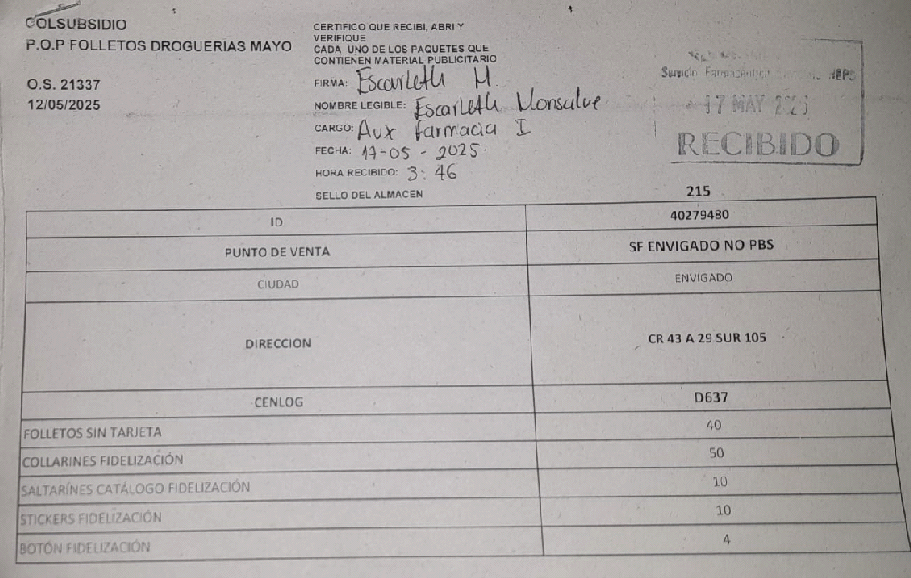 COLSUBSIDIO
P.O.P FOLLETOS DROGUERIAS MAYO
O.S. 21337
12/05/2025
CERTIFICO QUE RECIBI, ABRI Y
VERIFIQUE
CADA UNO DE LOS PAQUETES QUE
CONTIENEN MATERIAL PUBLICITARIO
FIRMA: Escarleth M.
NOMBRE LEGIBLE: Escarleth Monsalve
CARGO: Aux farmacia I
FECHA: 17-05-2025
HORA RECIBIDO: 3:46
SELLO DEL ALMACEN
17 MAY
RECIBIDO
215
ID 40279480
PUNTO DE VENTA SF ENVIGADO NO PBS
CIUDAD ENVIGADO
DIRECCION CR 43 A 29 SUR 105
CENLOG D637
FOLLETOS SIN TARJETA 40
COLLARINES FIDELIZACIÓN 50
SALTARÍNES CATÁLOGO FIDELIZACIÓN 10
STICKERS FIDELIZACIÓN 10
BOTÓN FIDELIZACIÓN 4